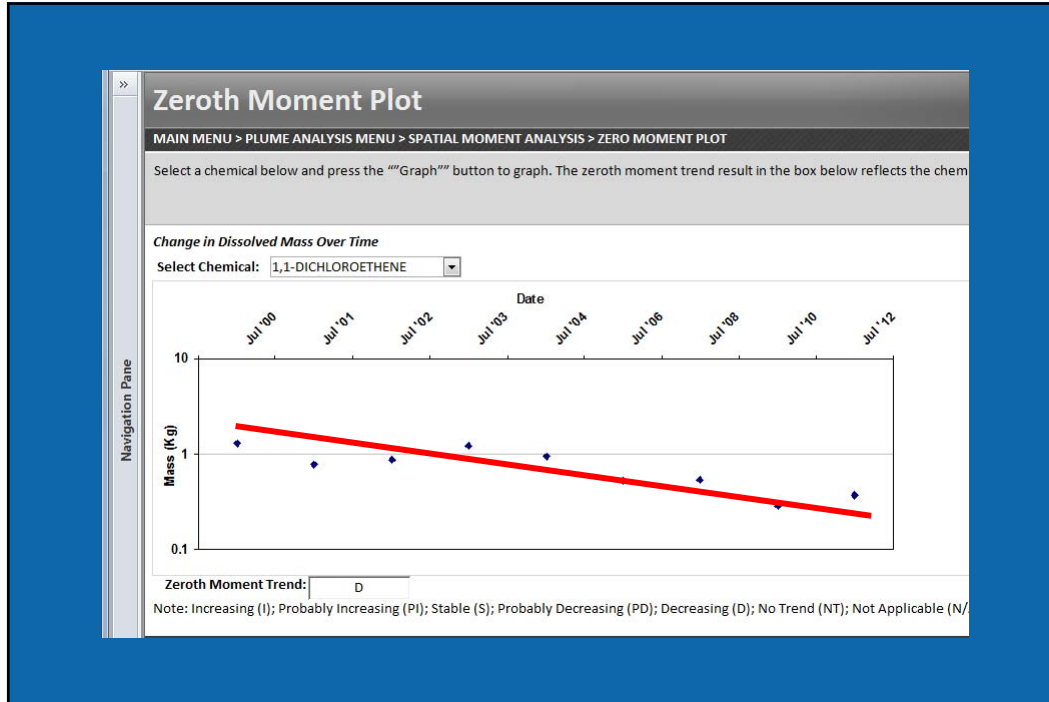 »
Zeroth Moment Plot
MAIN MENU > PLUME ANALYSIS MENU > SPATIAL MOMENT ANALYSIS > ZERO MOMENT PLOT
Select a chemical below and press the ““Graph”” button to graph. The zeroth moment trend result in the box below reflects the chem
Change in Dissolved Mass Over Time
Select Chemical: 1,1-DICHLOROETHENE
Date
Jul '00 Jul '01 Jul '02 Jul '03 Jul '04 Jul '06 Jul '08 Jul '10 Jul '12
10
1
0.1
Mass (Kg)
Navigation Pane
Zeroth Moment Trend: D
Note: Increasing (I); Probably Increasing (PI); Stable (S); Probably Decreasing (PD); Decreasing (D); No Trend (NT); Not Applicable (N/